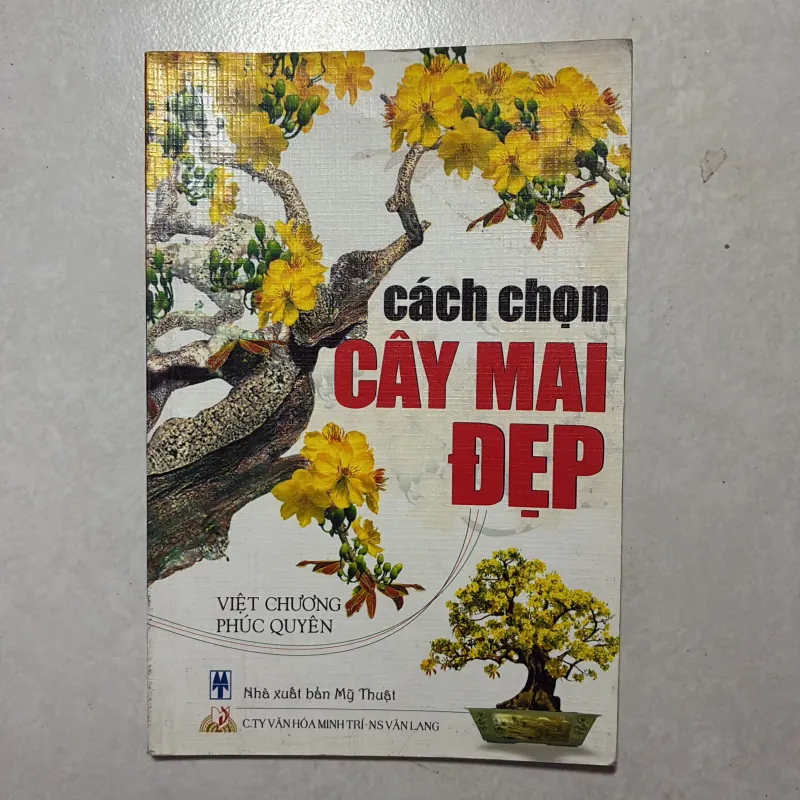 cách chọn
CÂY MAI
ĐẸP
VIỆT CHƯƠNG
PHÚC QUYÊN
MT
Nhà xuất bản Mỹ Thuật
C.TY VĂN HÓA MINH TRÍ-NS VĂN LANG